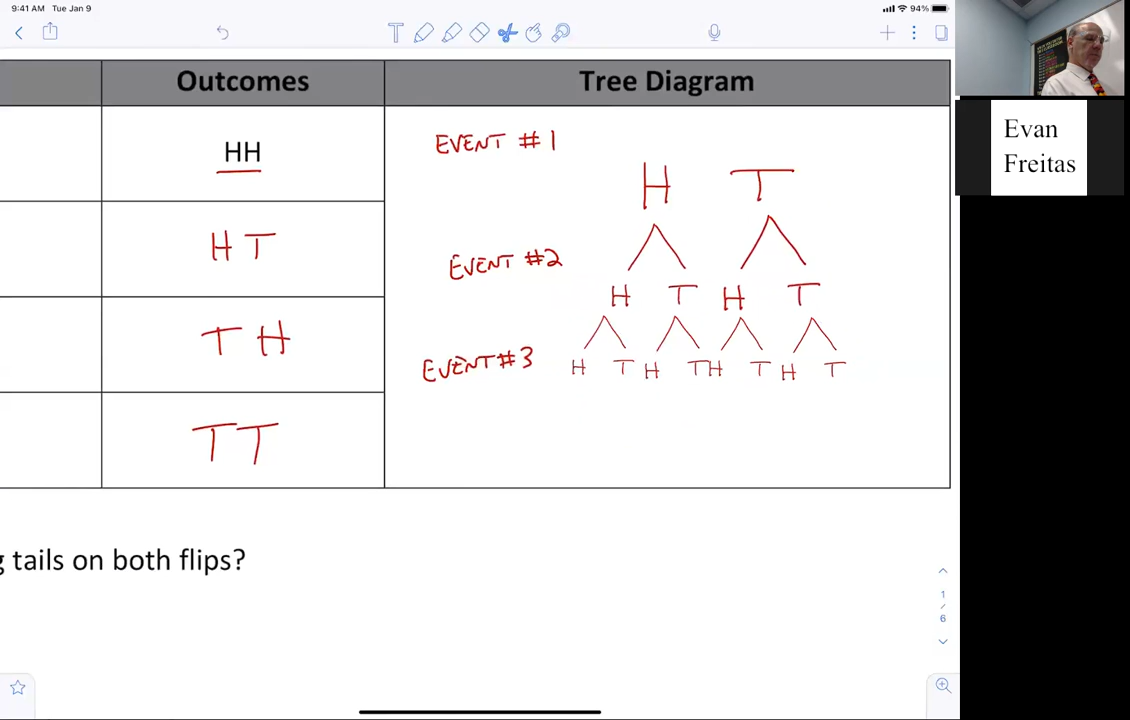 9:41 AM Tue Jan 9
94%
Evan
Freitas
Outcomes
Tree Diagram
HH
HT
TH
TT
EVENT #1
H T
EVENT #2
H T H T
EVENT #3
H T H T H T H T
g tails on both flips?
1
/
6